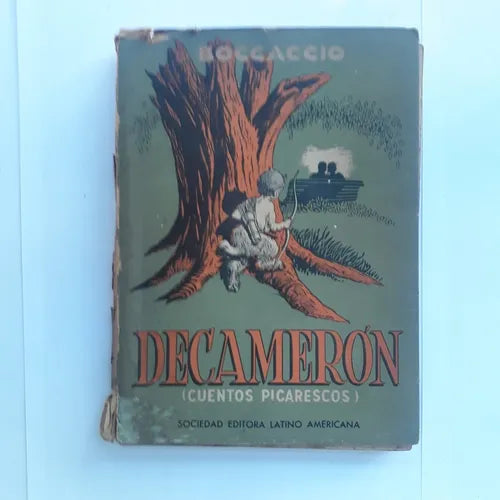 BOCCACCIO
DECAMERÓN
(CUENTOS PICARESCOS)
SOCIEDAD EDITORA LATINO AMERICANA